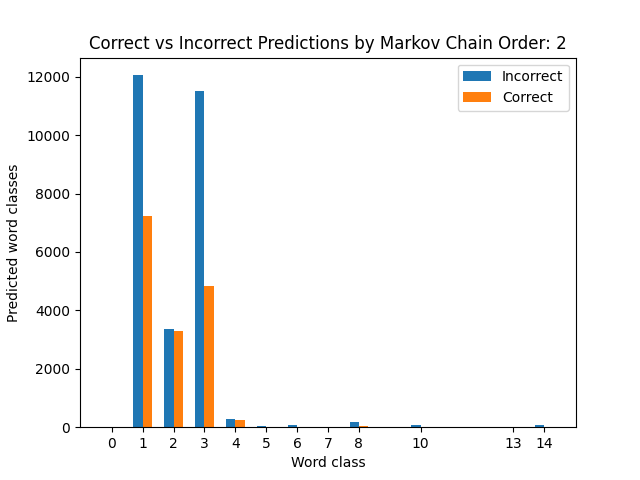 Correct vs Incorrect Predictions by Markov Chain Order: 2
Incorrect
Correct
12000
10000
8000
6000
4000
2000
0
Predicted word classes
0 1 2 3 4 5 6 7 8 10 13 14
Word class